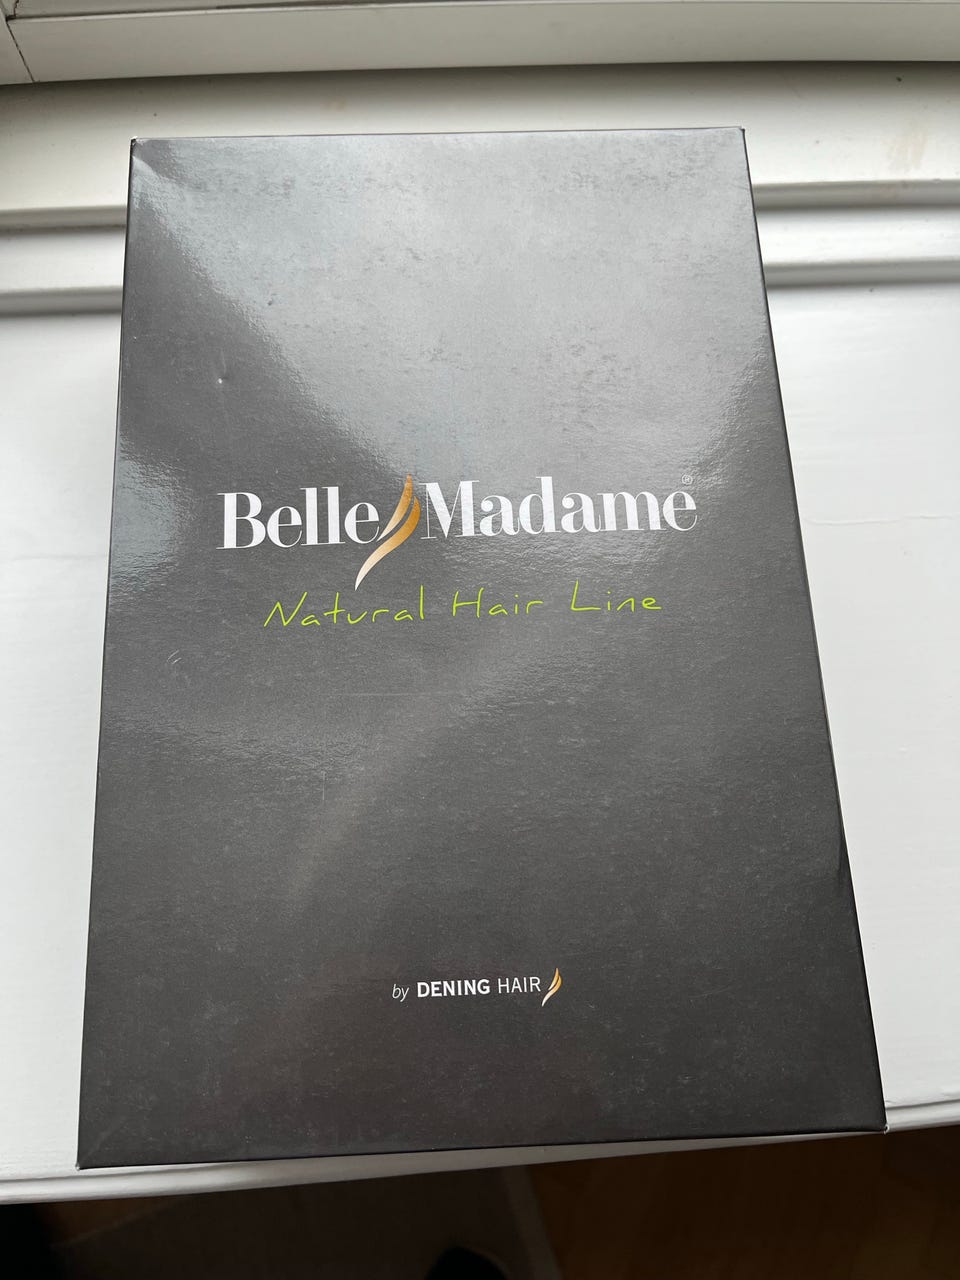 Belle Madame®
Natural Hair Line
by DENING HAIR